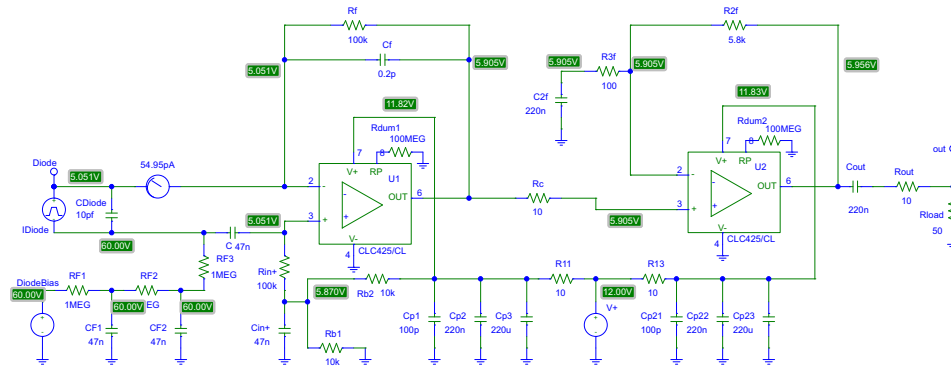 Rf
100k
Cf
0.2p
5.051V
5.905V
11.82V
Rdum1
100MEG
7
8
V+
RP
U1
2
-
OUT
6
3
+
-
+
V-
4
CLC425/CL
Diode
5.051V
54.95pA
CDiode
10pf
IDiode
60.00V
5.051V
C 47n
RF3
1MEG
Rin+
100k
DiodeBias
60.00V
RF1
1MEG
RF2
EG
60.00V
60.00V
CF1
47n
CF2
47n
5.870V
Rb2
10k
Cin+
47n
Rb1
10k
Cp1
100p
Cp2
220n
Cp3
220u
R11
10
12.00V
V+
R13
10
Cp21
100p
Cp22
220n
Cp23
220u
Rc
10
5.905V
5.905V
R3f
100
5.905V
C2f
220n
R2f
5.8k
5.956V
11.83V
Rdum2
100MEG
7
8
V+
RP
U2
2
-
OUT
6
3
+
-
+
V-
4
CLC425/CL
Cout
220n
Rout
10
out
Rload
50